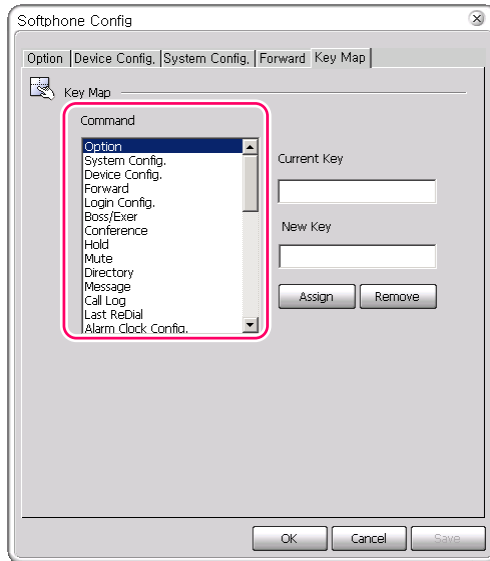 Softphone Config
Option Device Config. System Config. Forward Key Map
Key Map
Command
Option
System Config.
Device Config.
Forward
Login Config.
Boss/Exer
Conference
Hold
Mute
Directory
Message
Call Log
Last ReDial
Alarm Clock Config.
Current Key
New Key
Assign Remove
OK Cancel Save